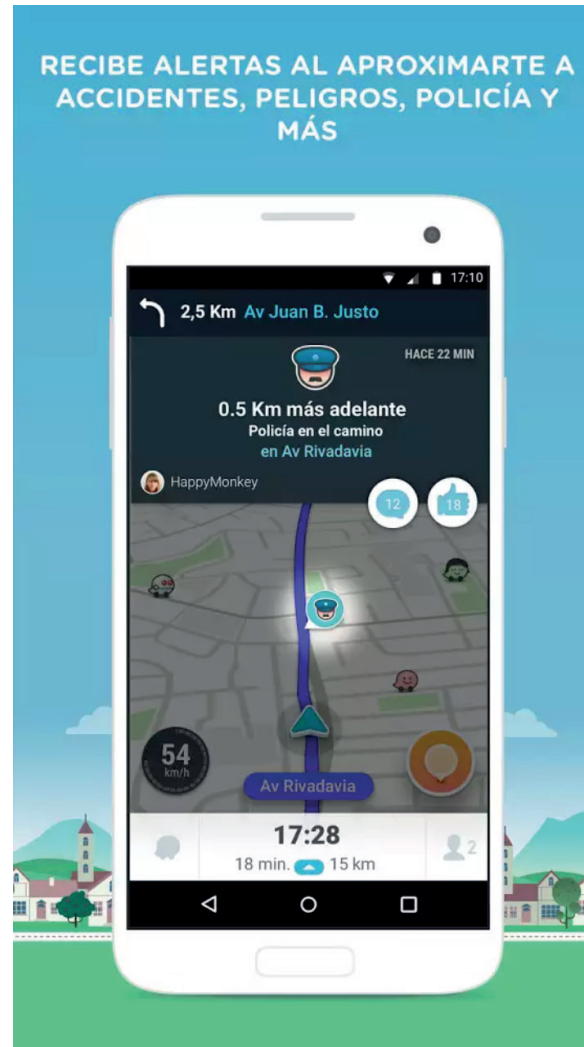 RECIBE ALERTAS AL APROXIMARTE A
ACCIDENTES, PELIGROS, POLICÍA Y
MÁS
17:10
2,5 Km Av Juan B. Justo
HACE 22 MIN
0.5 Km más adelante
Policía en el camino
en Av Rivadavia
HappyMonkey
12
18
54
km/h
Av Rivadavia
17:28
18 min. 15 km
2